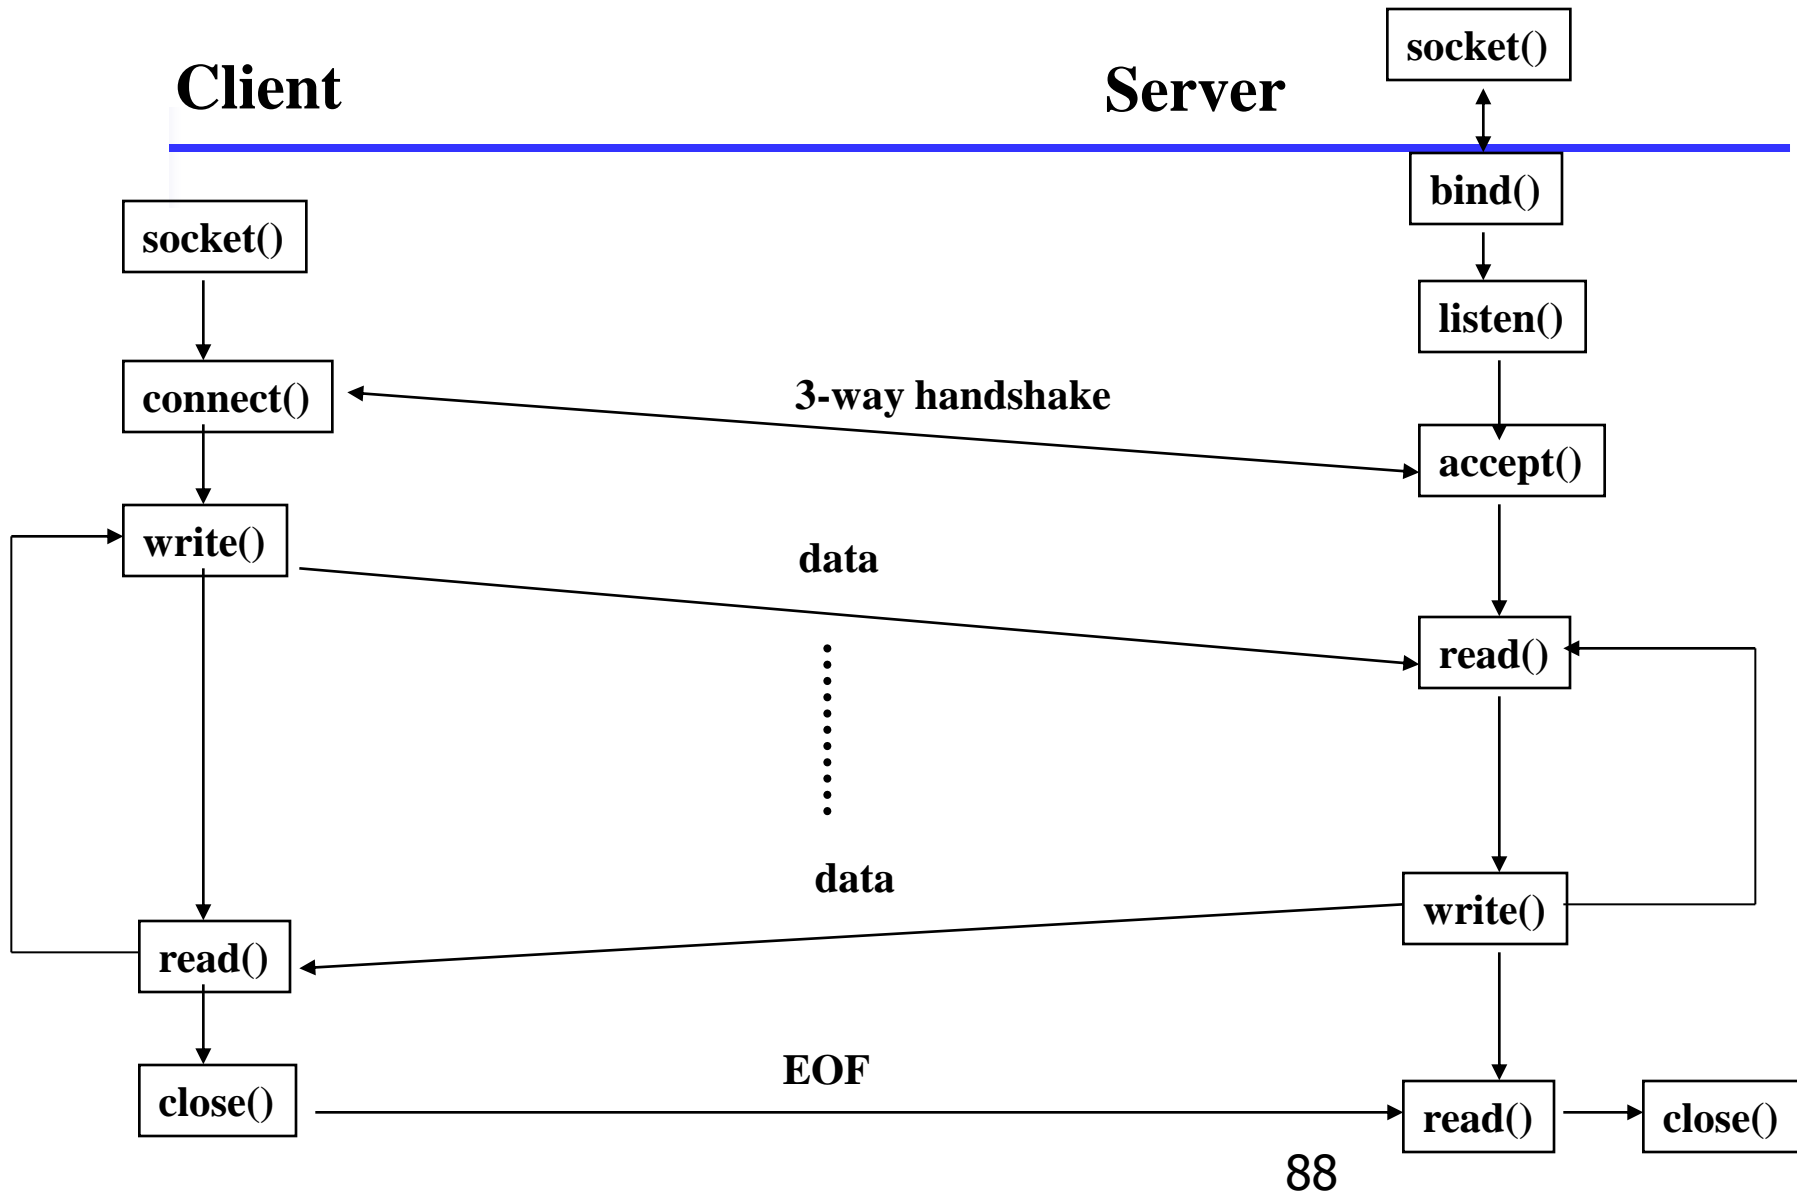 socket()
Client
Server
bind()
socket()
listen()
connect()
3-way handshake
accept()
write()
data
read()
data
write()
read()
EOF
close()
read()
close()
88